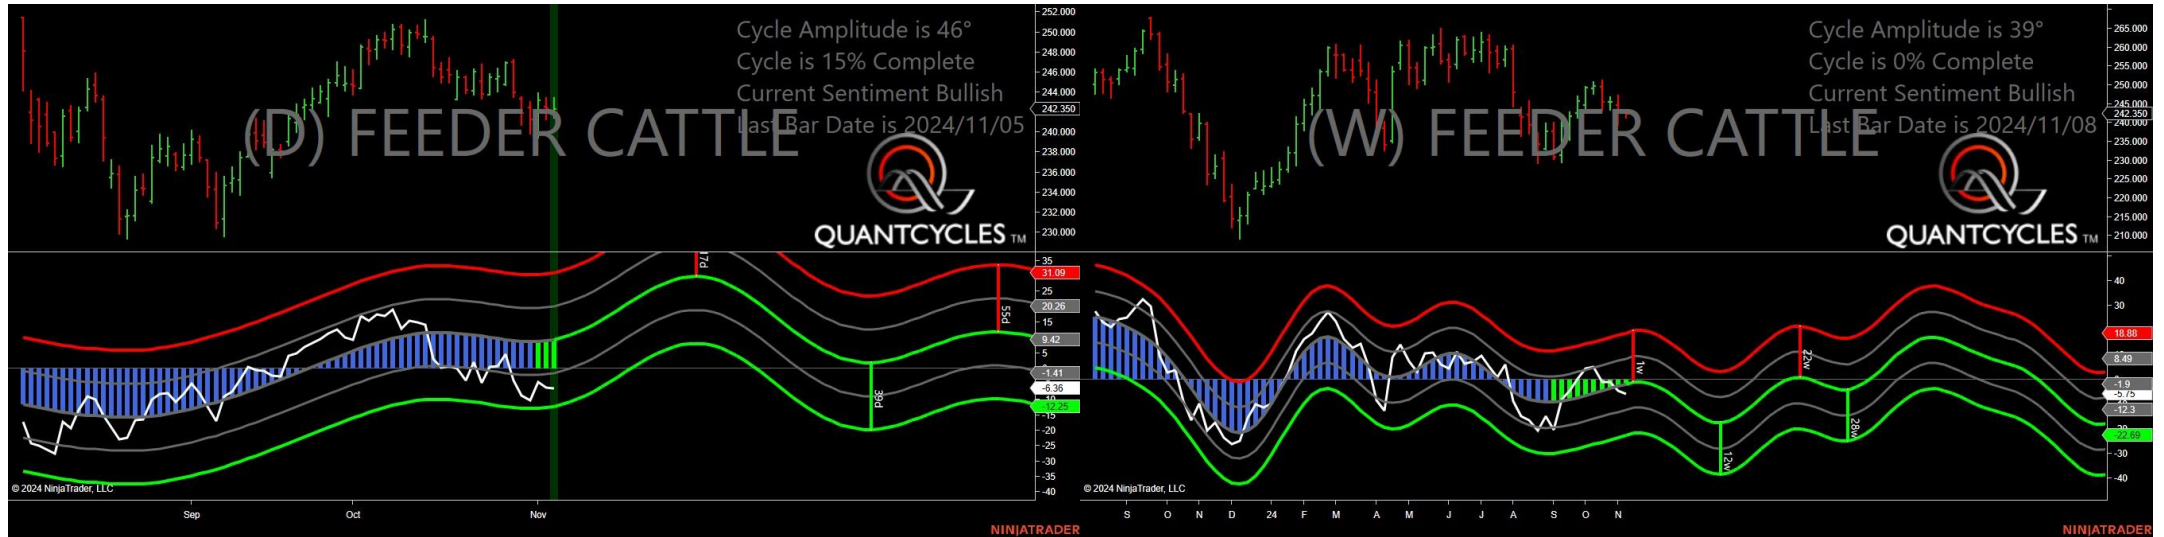 Cycle Amplitude is 46°
Cycle is 15% Complete
Current Sentiment Bullish
Last Bar Date is 2024/11/05
(D) FEEDER CATTLE
QUANTCYCLES TM
252.000
250.000
248.000
246.000
244.000
242.350
240.000
238.000
236.000
234.000
232.000
230.000
17d
39d
55d
35
31.09
25
20.26
15
9.42
5
-1.41
-6.36
-12.25
-20
-25
-30
-35
-40
© 2024 NinjaTrader, LLC
Sep
Oct
Nov
NINJATRADER
Cycle Amplitude is 39°
Cycle is 0% Complete
Current Sentiment Bullish
Last Bar Date is 2024/11/08
(W) FEEDER CATTLE
QUANTCYCLES TM
265.000
260.000
255.000
250.000
245.000
242.350
240.000
235.000
230.000
225.000
220.000
215.000
210.000
1w
12w
22w
28w
40
30
18.88
8.49
-1.9
-5.75
-12.3
-22.69
-30
-40
© 2024 NinjaTrader, LLC
S O N D 24 F M A M J J A S O N
NINJATRADER